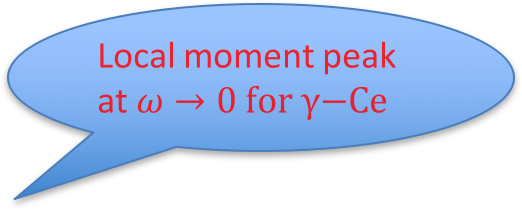 Local moment peak
at 𝜔 → 0 for γ−Ce